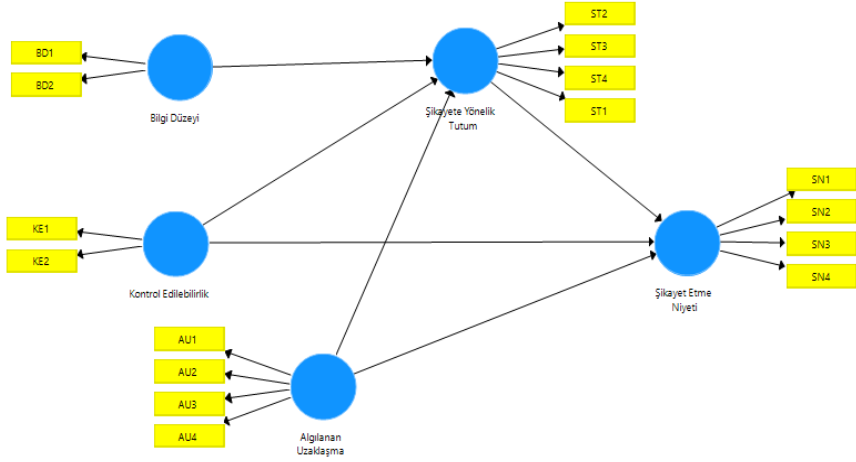 BD1
BD2
Bilgi Düzeyi
ST2
ST3
ST4
ST1
Şikayete Yönelik
Tutum
KE1
KE2
Kontrol Edilebilirlik
SN1
SN2
SN3
SN4
Şikayet Etme
Niyeti
AU1
AU2
AU3
AU4
Algılanan
Uzaklaşma